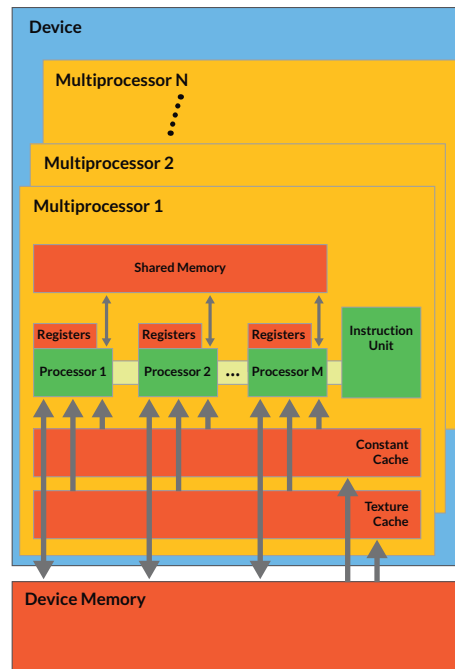 Device
Multiprocessor N
Multiprocessor 2
Multiprocessor 1
Shared Memory
Registers
Registers
Registers
Instruction
Unit
Processor 1
Processor 2
...
Processor M
Constant
Cache
Texture
Cache
Device Memory